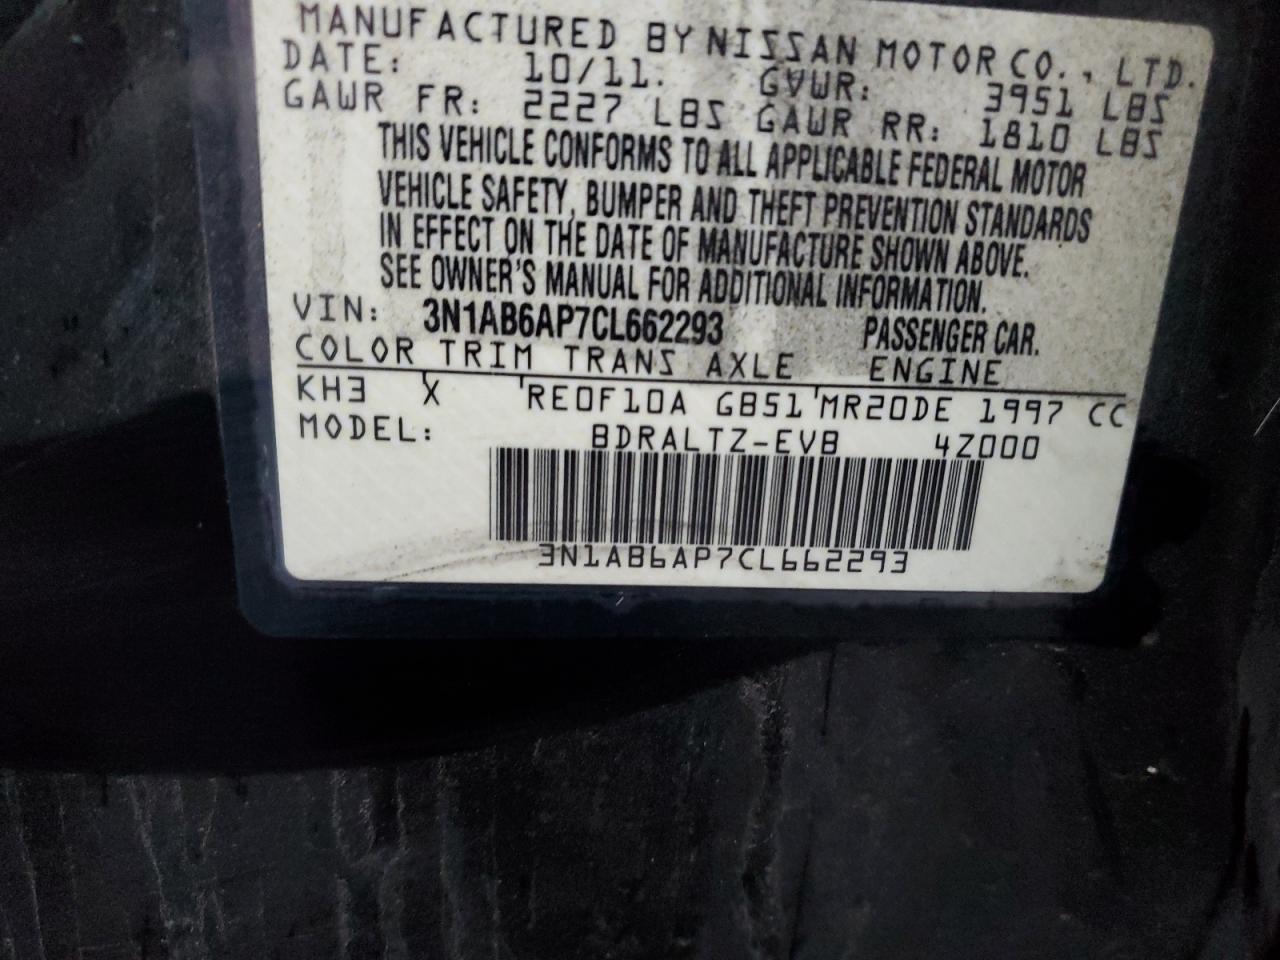 MANUFACTURED BY NISSAN MOTOR CO., LTD.
DATE: 10/11. GVWR: 3951 LBS
GAWR FR: 2227 LBS GAWR RR: 1810 LBS
THIS VEHICLE CONFORMS TO ALL APPLICABLE FEDERAL MOTOR
VEHICLE SAFETY, BUMPER AND THEFT PREVENTION STANDARDS
IN EFFECT ON THE DATE OF MANUFACTURE SHOWN ABOVE.
SEE OWNER'S MANUAL FOR ADDITIONAL INFORMATION.
VIN: 3N1AB6AP7CL662293 PASSENGER CAR.
COLOR TRIM TRANS AXLE ENGINE
KH3 X RE0F10A GB51 MR20DE 1997 CC
MODEL: BDRALTZ-EVB 4Z000
3N1AB6AP7CL662293